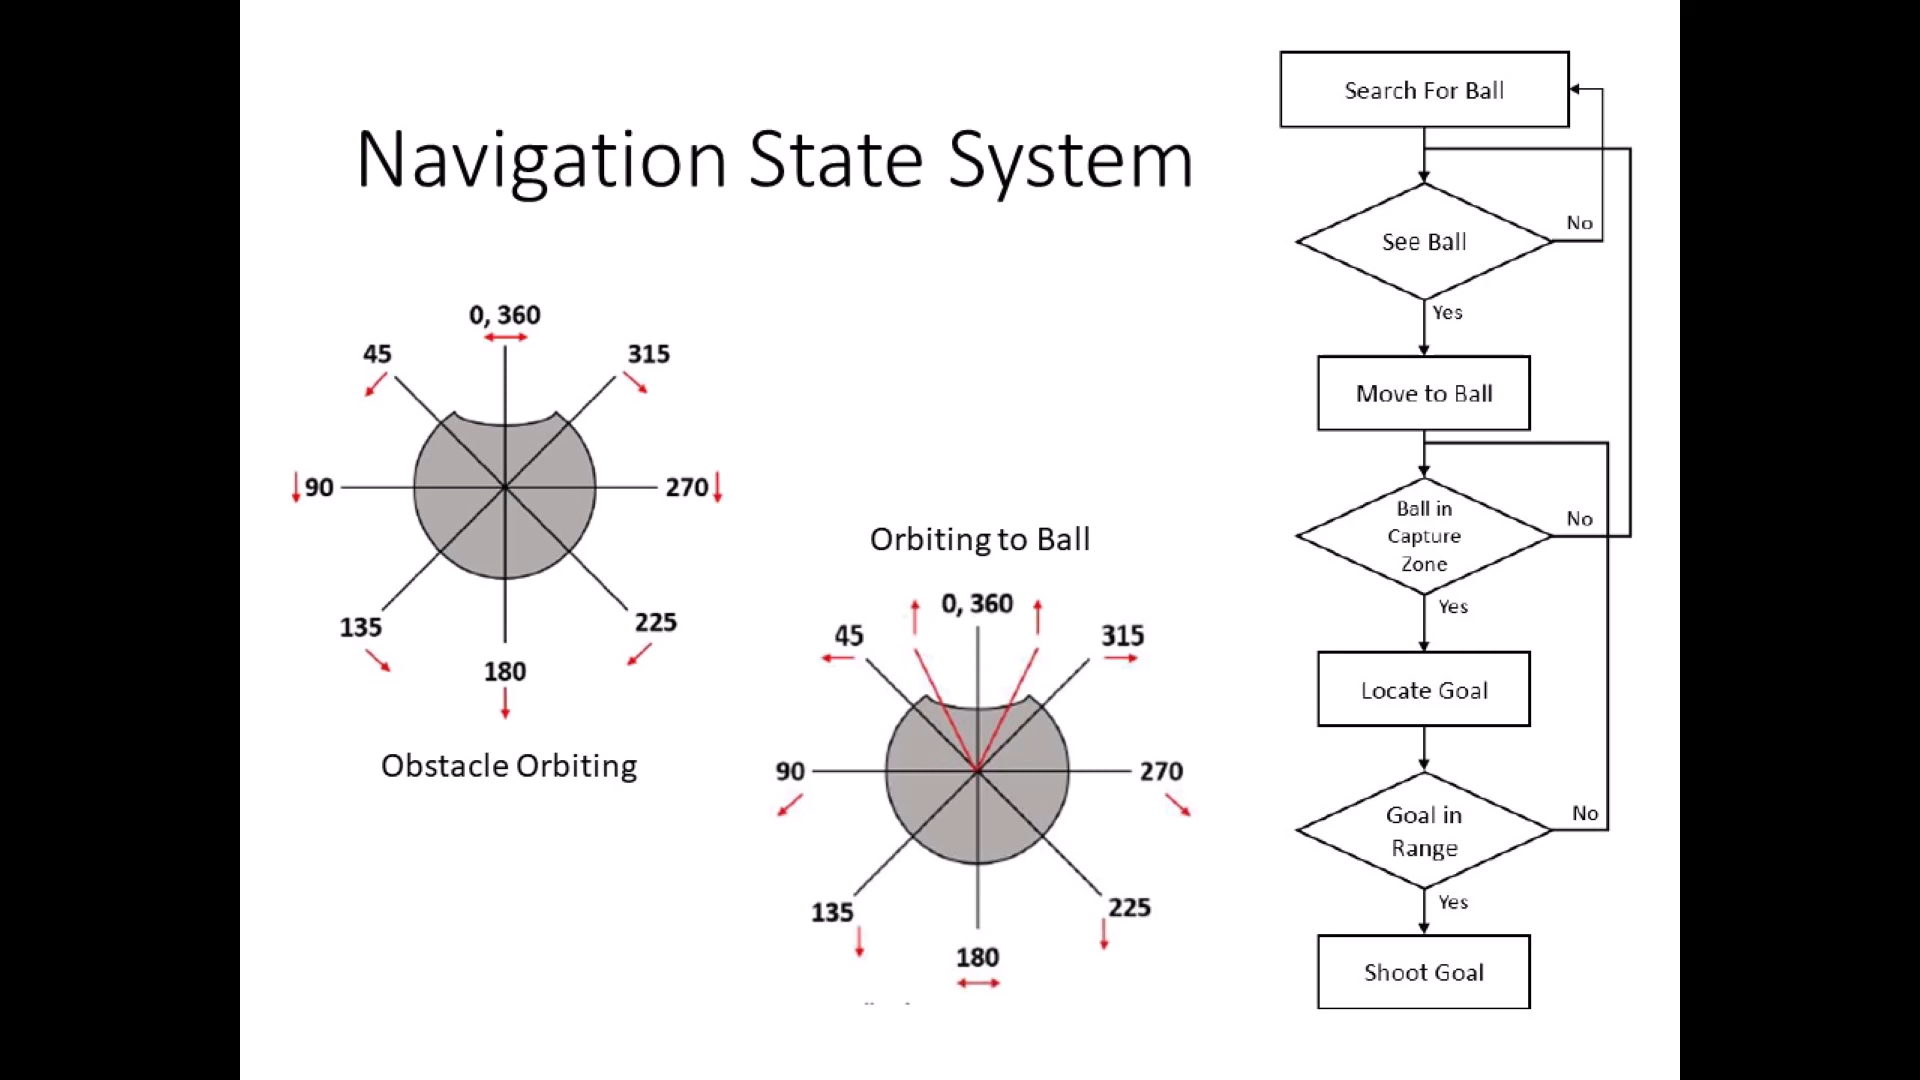 Navigation State System
0, 360
45
315
90
270
135
225
180
Obstacle Orbiting
Orbiting to Ball
0, 360
45
315
90
270
135
225
180
Search For Ball
See Ball
No
Yes
Move to Ball
Ball in
Capture
Zone
No
Yes
Locate Goal
Goal in
Range
No
Yes
Shoot Goal